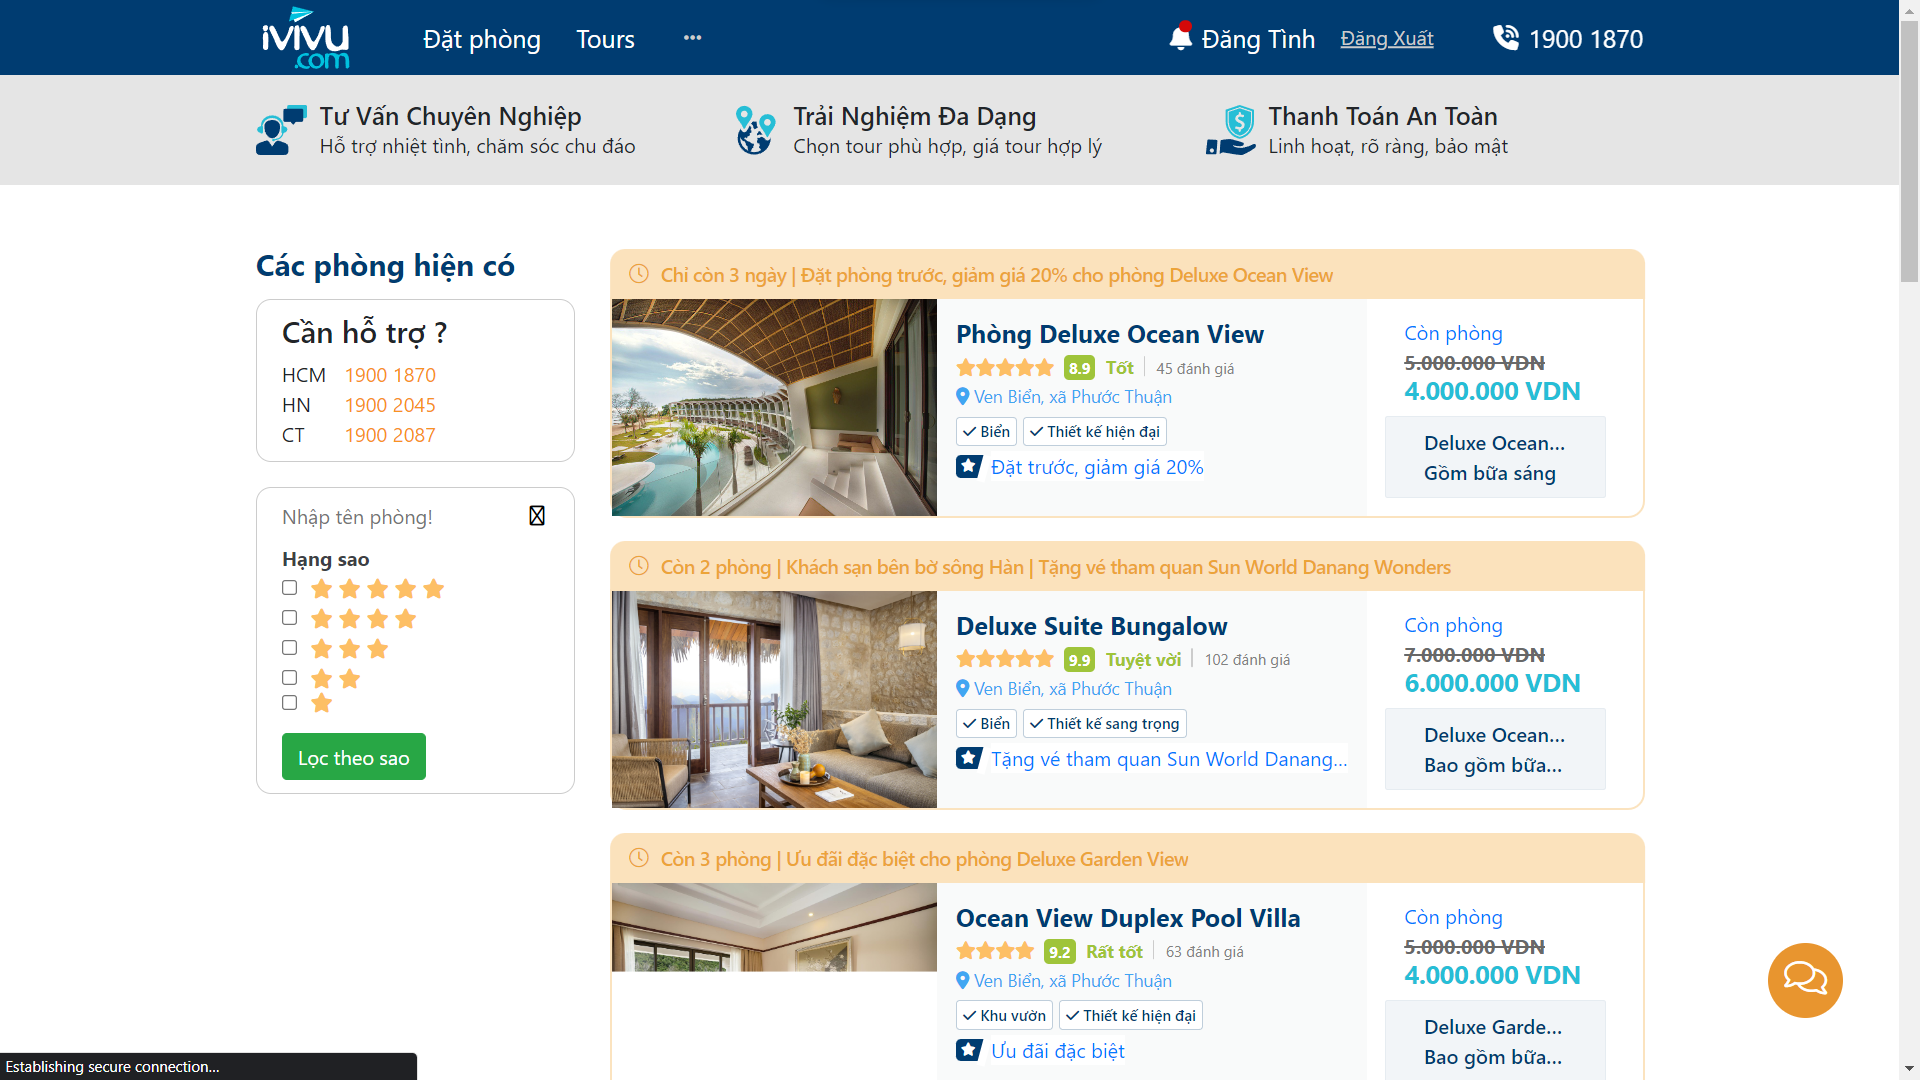 iVIVU
.com
Đặt phòng
Tours
Đăng Tình
Đăng Xuất
1900 1870
Tư Vấn Chuyên Nghiệp
Hỗ trợ nhiệt tình, chăm sóc chu đáo
Trải Nghiệm Đa Dạng
Chọn tour phù hợp, giá tour hợp lý
Thanh Toán An Toàn
Linh hoạt, rõ ràng, bảo mật
Các phòng hiện có
Cần hỗ trợ ?
HCM 1900 1870
HN 1900 2045
CT 1900 2087
Nhập tên phòng!
Hạng sao
Lọc theo sao
Chỉ còn 3 ngày | Đặt phòng trước, giảm giá 20% cho phòng Deluxe Ocean View
Phòng Deluxe Ocean View
8.9 Tốt 45 đánh giá
Ven Biển, xã Phước Thuận
Biển Thiết kế hiện đại
Đặt trước, giảm giá 20%
Còn phòng
5.000.000 VDN
4.000.000 VDN
Deluxe Ocean...
Gồm bữa sáng
Còn 2 phòng | Khách sạn bên bờ sông Hàn | Tặng vé tham quan Sun World Danang Wonders
Deluxe Suite Bungalow
9.9 Tuyệt vời 102 đánh giá
Ven Biển, xã Phước Thuận
Biển Thiết kế sang trọng
Tặng vé tham quan Sun World Danang...
Còn phòng
7.000.000 VDN
6.000.000 VDN
Deluxe Ocean...
Bao gồm bữa...
Còn 3 phòng | Ưu đãi đặc biệt cho phòng Deluxe Garden View
Ocean View Duplex Pool Villa
9.2 Rất tốt 63 đánh giá
Ven Biển, xã Phước Thuận
Khu vườn Thiết kế hiện đại
Ưu đãi đặc biệt
Còn phòng
5.000.000 VDN
4.000.000 VDN
Deluxe Garde...
Bao gồm bữa...
Establishing secure connection...